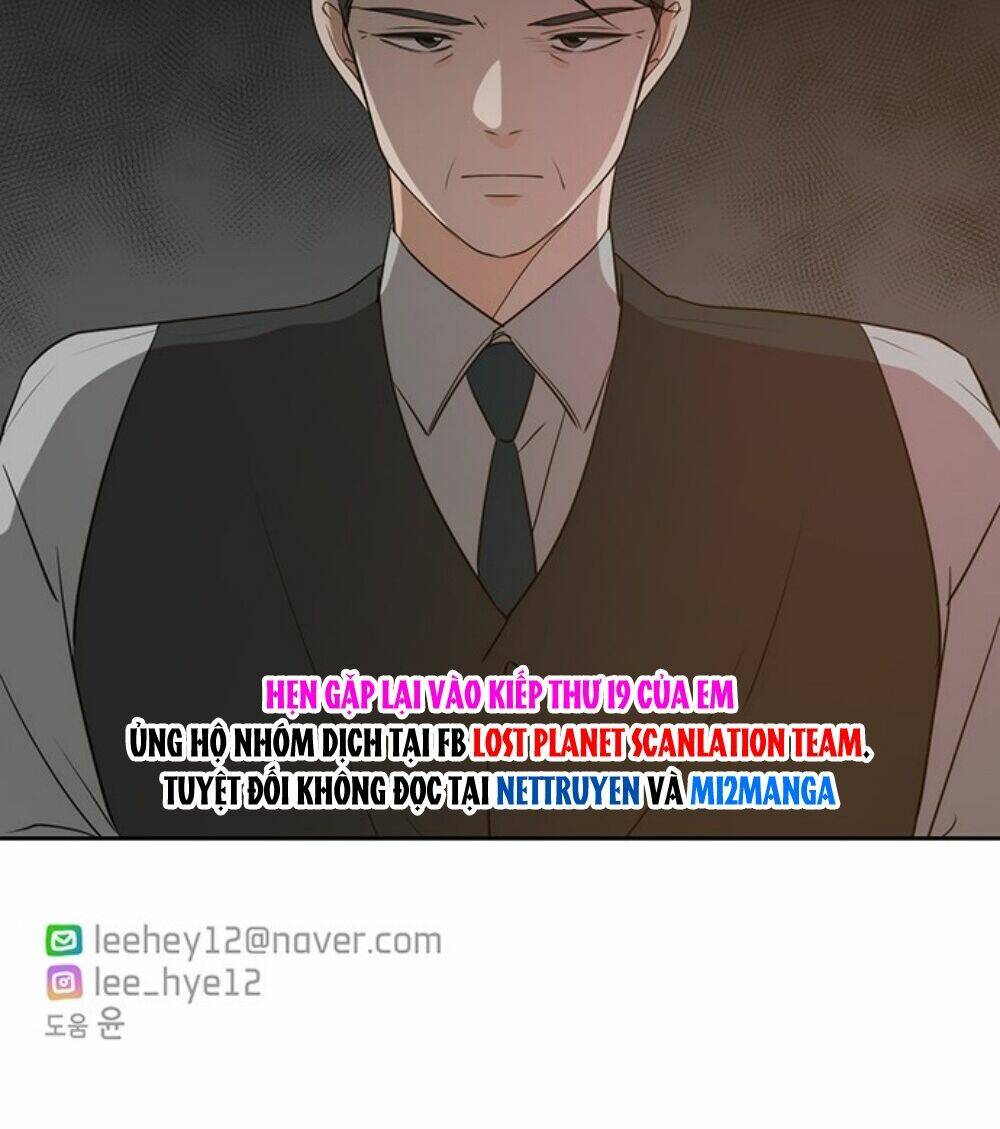 HẸN GẶP LẠI VÀO KIẾP THƯ 19 CỦA EM
ỦNG HỘ NHÓM DỊCH TẠI FB LOST PLANET SCANLATION TEAM.
TUYỆT ĐỐI KHÔNG ĐỌC TẠI NETTRUYEN VÀ MI2MANGA
leehey12@naver.com
lee_hye12
도움 윤